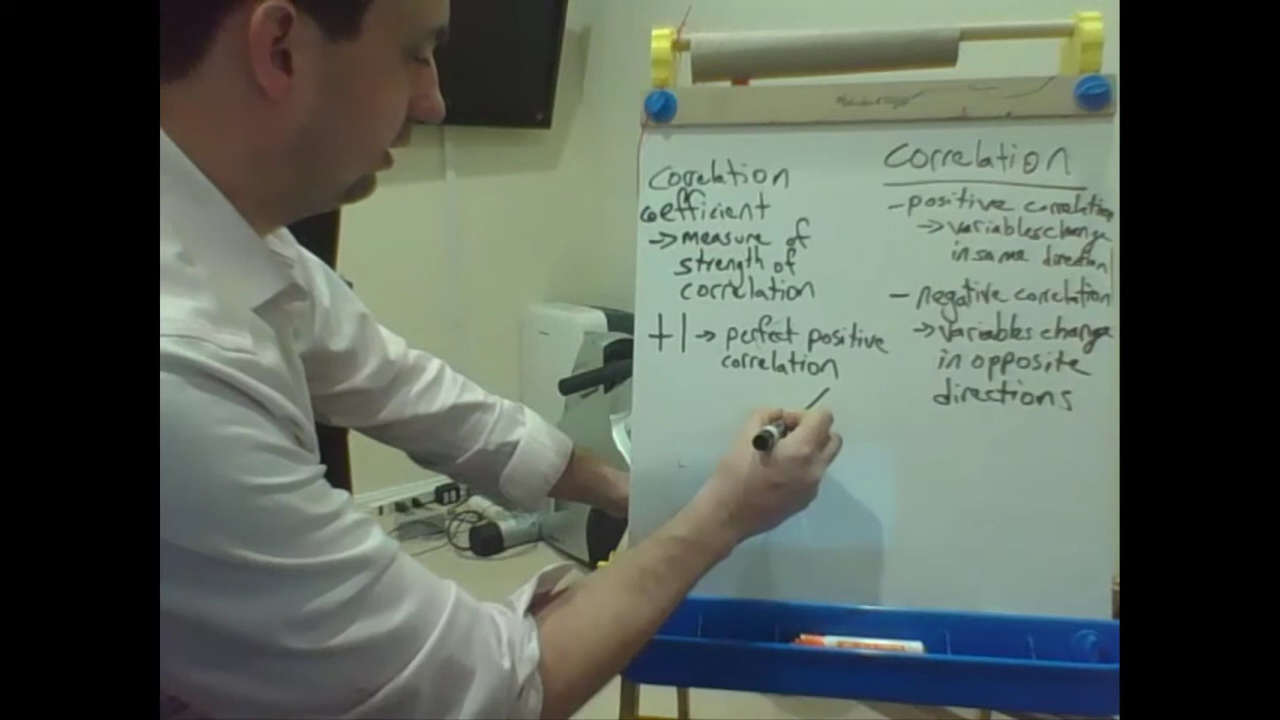 Correlation
coefficient
→ measure of
strength of
correlation
+1 → perfect positive
correlation
Correlation
- positive correlation
→ variables change
in same direction
- negative correlation
→ variables change
in opposite
directions